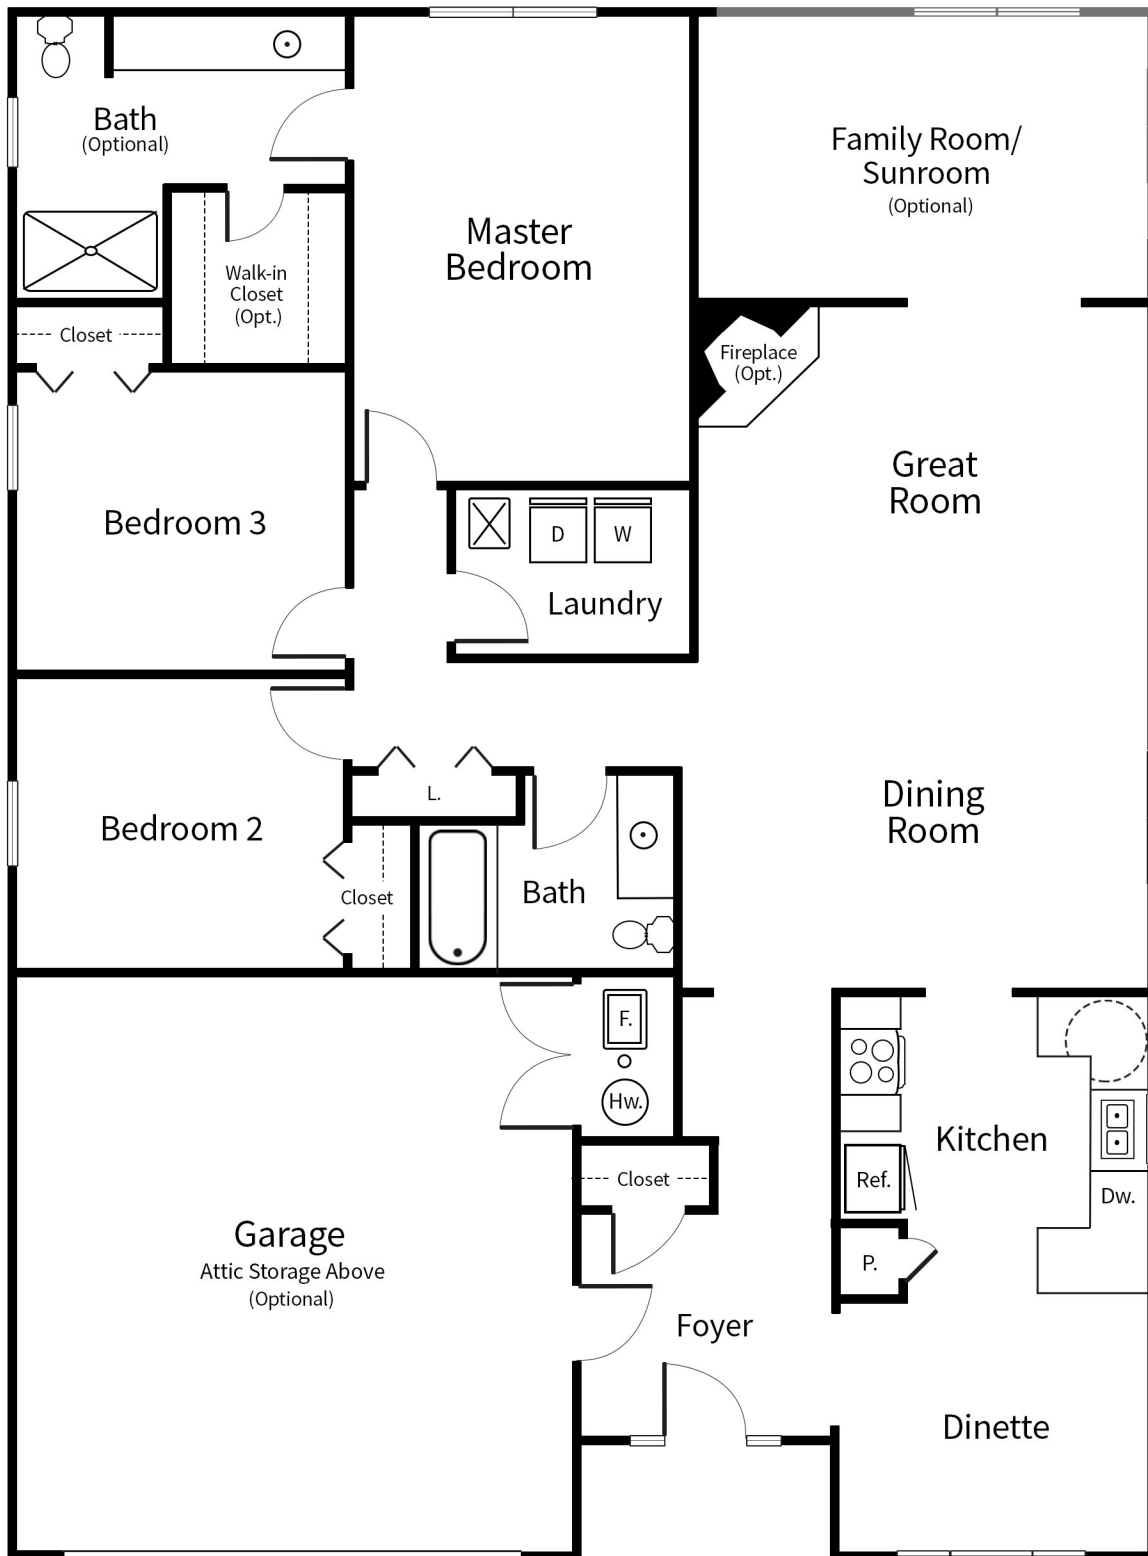 Bath
(Optional)
Family Room/
Sunroom
(Optional)
Master
Bedroom
Walk-in
Closet
(Opt.)
Closet
Fireplace
(Opt.)
Great
Room
Bedroom 3
D
W
Laundry
L.
Dining
Room
Bedroom 2
Closet
Bath
F.
Hw.
Kitchen
Ref.
Dw.
Closet
Garage
Attic Storage Above
(Optional)
P.
Foyer
Dinette